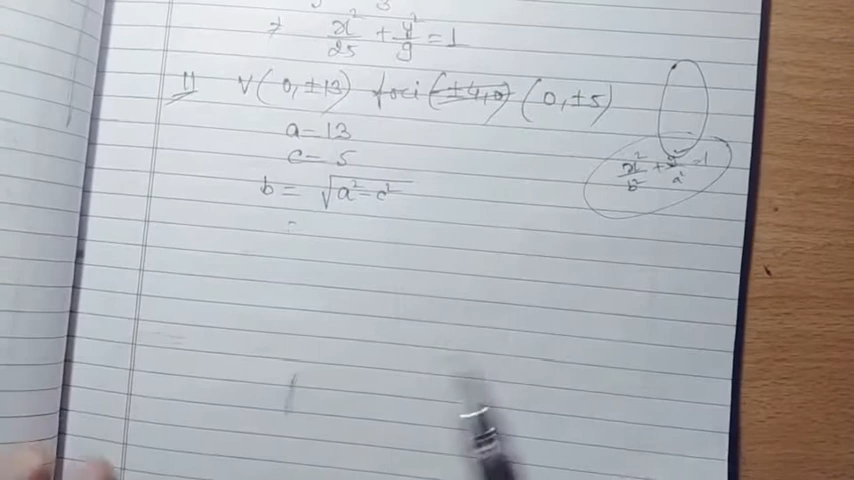 ⇒ x²/25 + y²/9 = 1
11 V(0, ±13) foci (±4,0) (0, ±5)
a = 13
c = 5
x²/b² + y²/a² = 1
b = √a² - c²
=